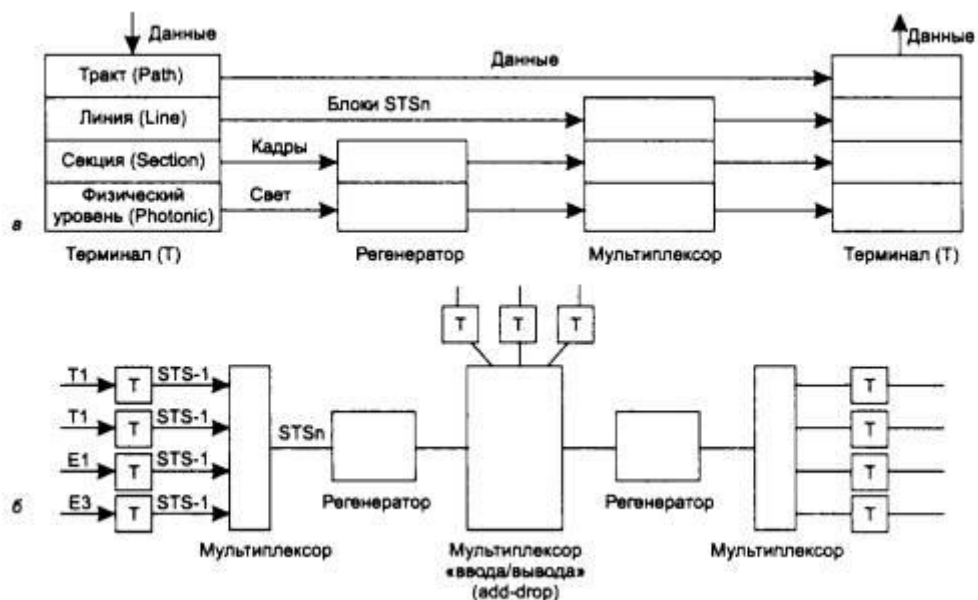 Данные
Данные
Данные
Тракт (Path)
Блоки STSn
Линия (Line)
Кадры
Секция (Section)
Свет
Физический
уровень (Photonic)
а
Терминал (Т)
Регенератор
Мультиплексор
Терминал (Т)
Т Т Т
T1 Т STS-1
T1 Т STS-1
E1 Т STS-1
E3 Т STS-1
STSn
Т
Т
Т
Т
Регенератор
Регенератор
б
Мультиплексор
Мультиплексор
«ввода/вывода»
(add-drop)
Мультиплексор